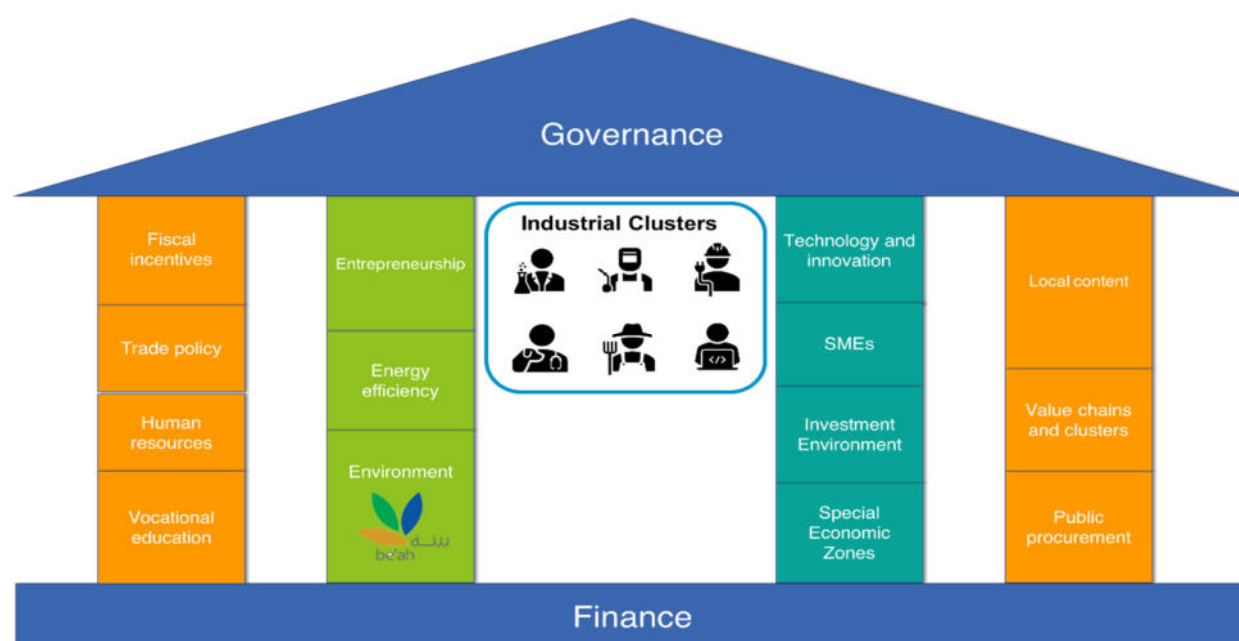 Governance
Fiscal
incentives
Trade policy
Human
resources
Vocational
education
Entrepreneurship
Energy
efficiency
Environment
بيئة
be'ah
Industrial Clusters
</>
Technology and
innovation
SMEs
Investment
Environment
Special
Economic
Zones
Local content
Value chains
and clusters
Public
procurement
Finance